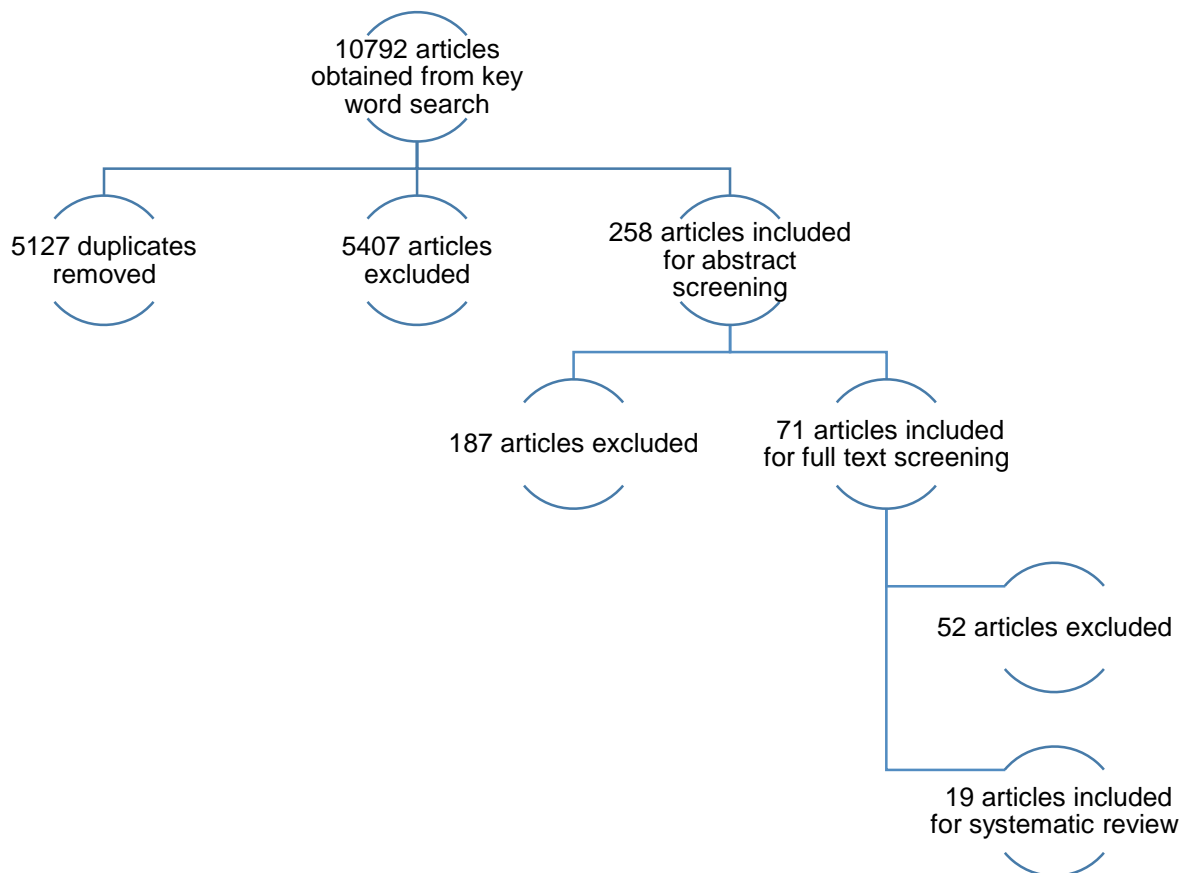 10792 articles
obtained from key
word search
5127 duplicates
removed
5407 articles
excluded
258 articles included
for abstract
screening
187 articles excluded
71 articles included
for full text screening
52 articles excluded
19 articles included
for systematic review